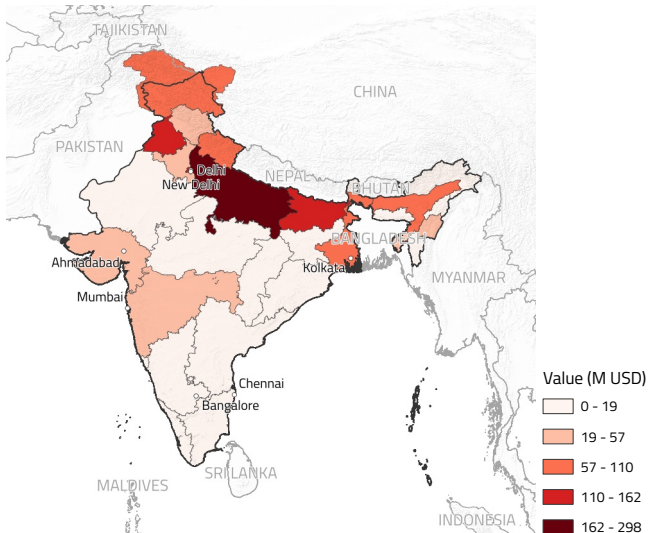 TAJIKISTAN
CHINA
PAKISTAN
Delhi
New Delhi
NEPAL
BHUTAN
BANGLADESH
Ahmadabad
Kolkata
MYANMAR
Mumbai
Chennai
Bangalore
SRI LANKA
MALDIVES
INDONESIA
Value (M USD)
0 - 19
19 - 57
57 - 110
110 - 162
162 - 298